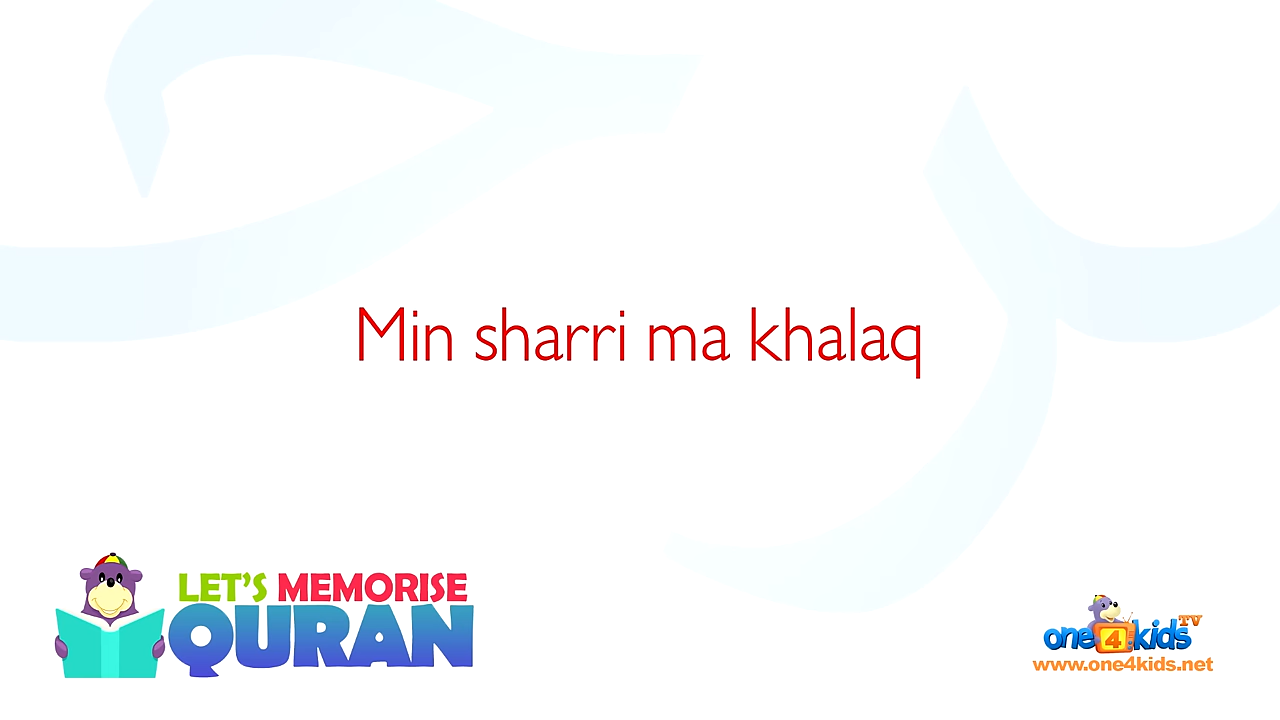 Min sharri ma khalaq
LET'S MEMORISE
QURAN
one4kids TV
www.one4kids.net